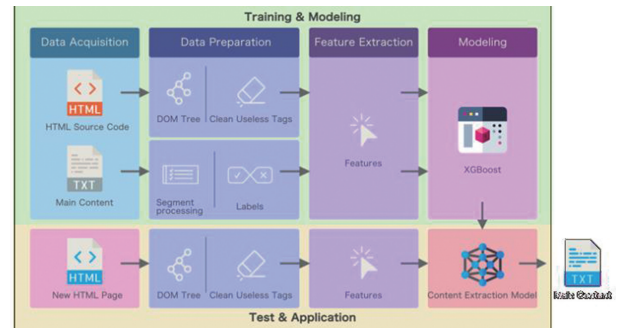 Training & Modeling
Data Acquisition
Data Preparation
Feature Extraction
Modeling
HTML
HTML Source Code
DOM Tree
Clean Useless Tags
TXT
Main Content
Segment
processing
Labels
Features
XGBoost
HTML
New HTML Page
DOM Tree
Clean Useless Tags
Features
Content Extraction Model
TXT
Main Content
Test & Application